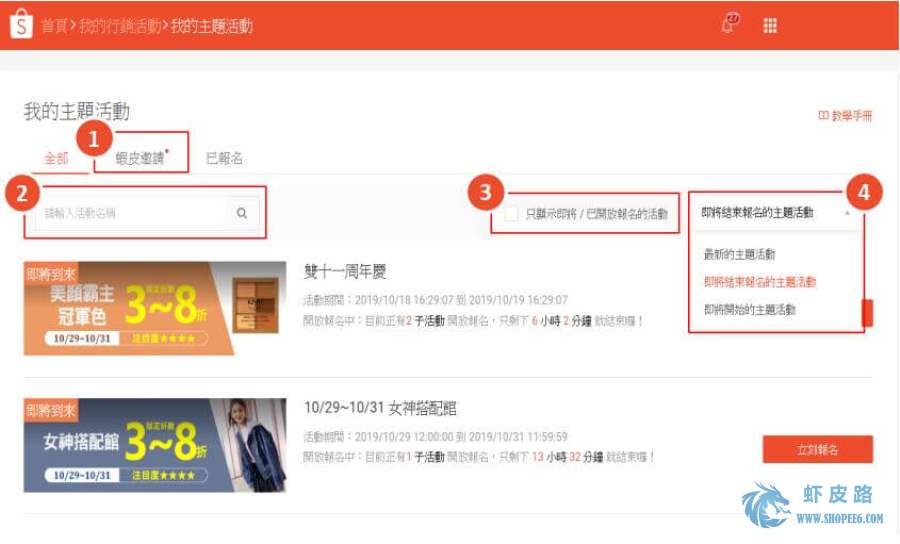 S 首頁 > 我的行銷活動 > 我的主題活動
我的主題活動
教學手冊
1
全部 蝦皮邀請 已報名
2
請輸入活動名稱
3
只顯示即將 / 已開放報名的活動
4
即將結束報名的主題活動
最新的主題活動
即將結束報名的主題活動
即將開始的主題活動
即將到來
美顏霸主
冠軍色
限定折數
3~8折
10/29~10/31 注目度★★★★
雙十一周年慶
活動期間：2019/10/18 16:29:07 到 2019/10/19 16:29:07
開放報名中：目前正有2 子活動 開放報名，只剩下 6 小時 2 分鐘 就結束囉！
即將到來
女神搭配館
限定折數
3~8折
10/29~10/31 注目度★★★★
10/29~10/31 女神搭配館
活動期間：2019/10/29 12:00:00 到 2019/10/31 11:59:59
開放報名中：目前正有1 子活動 開放報名，只剩下 13 小時 32 分鐘 就結束囉！
立刻報名
虾皮路
WWW.SHOPEE6.COM